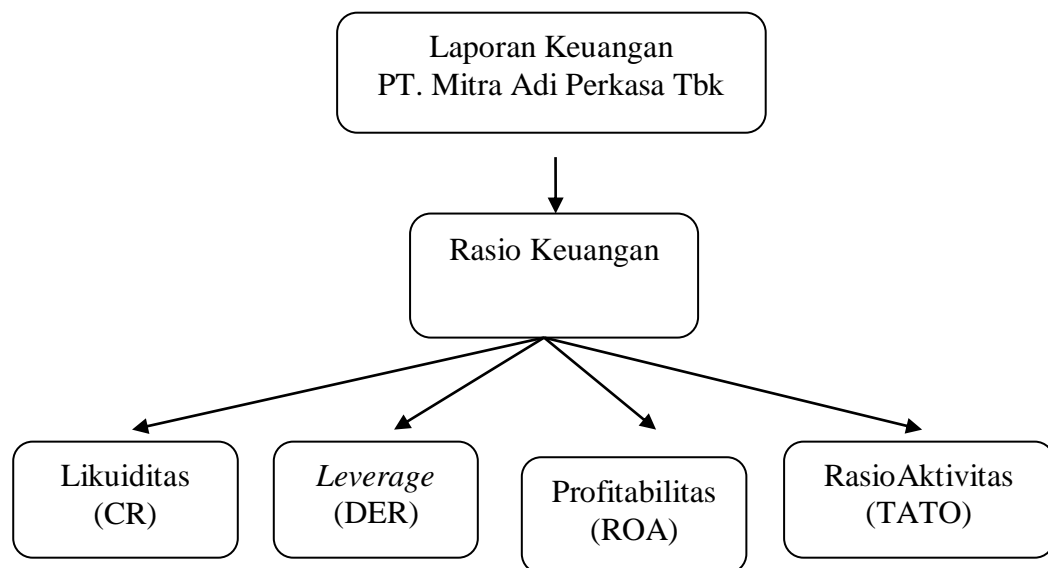 Laporan Keuangan
PT. Mitra Adi Perkasa Tbk
Rasio Keuangan
Likuiditas
(CR)
Leverage
(DER)
Profitabilitas
(ROA)
RasioAktivitas
(TATO)